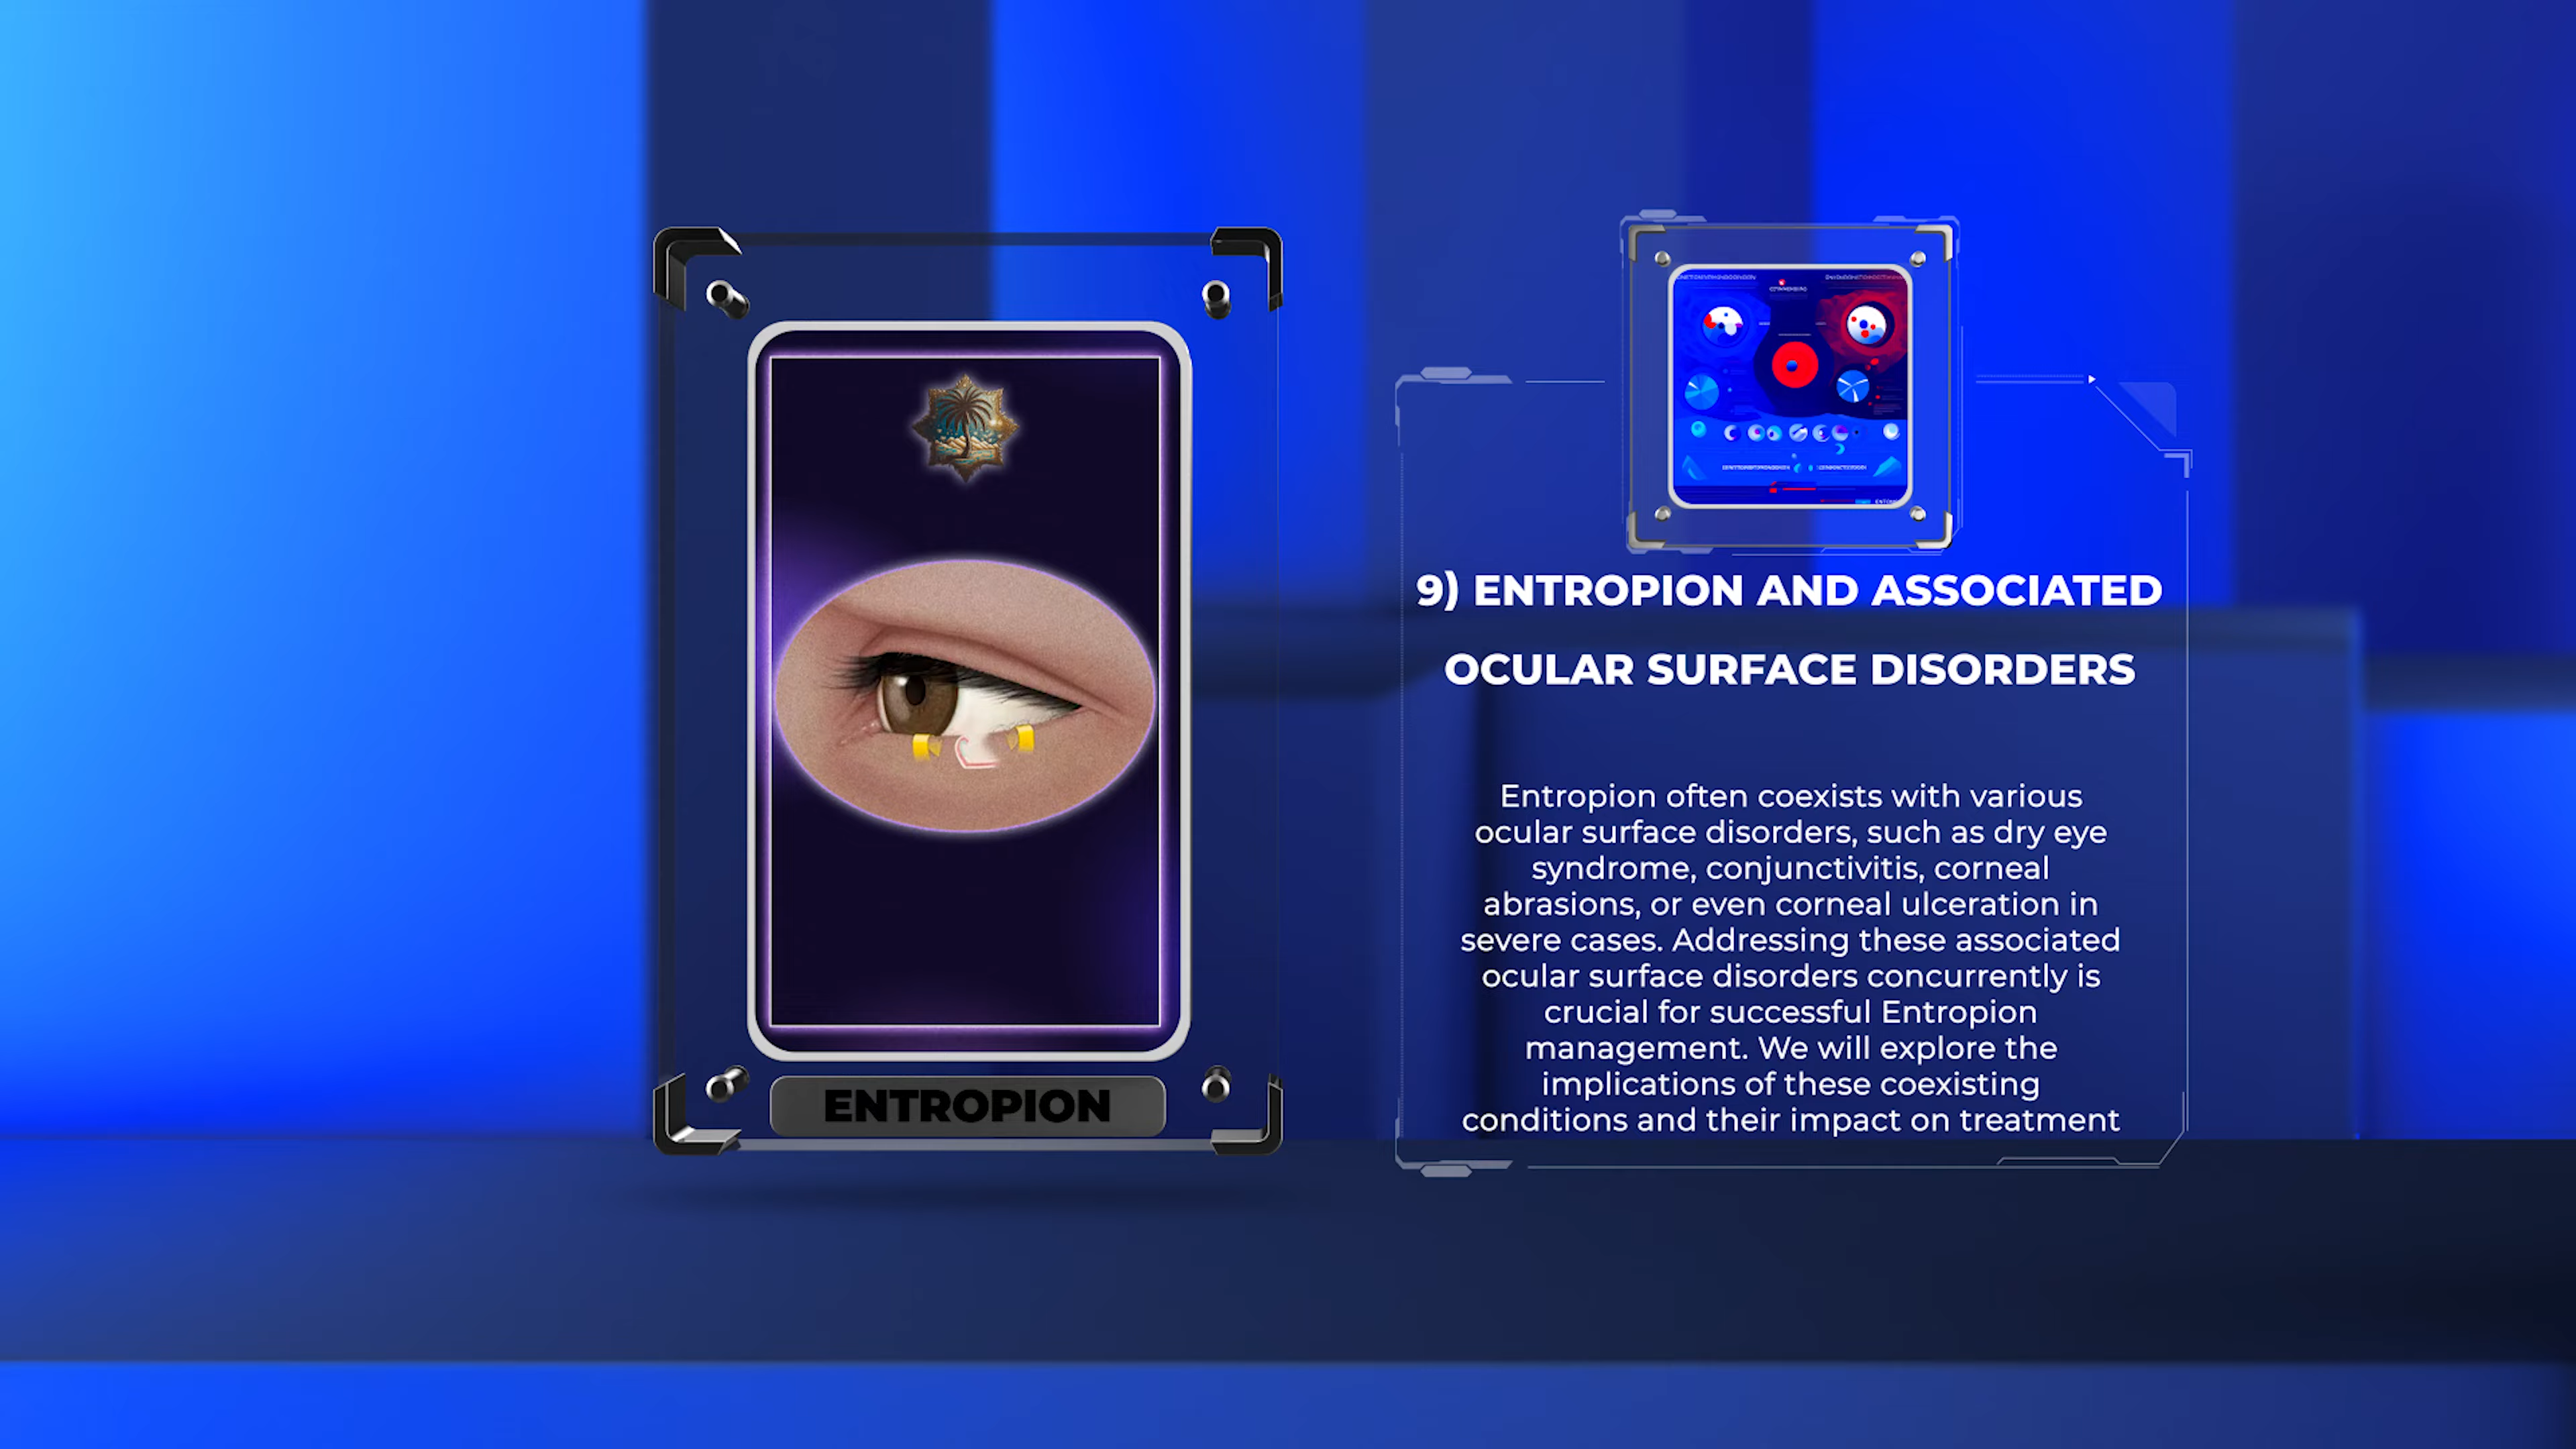 ENTROPION
9) ENTROPION AND ASSOCIATED
OCULAR SURFACE DISORDERS
Entropion often coexists with various
ocular surface disorders, such as dry eye
syndrome, conjunctivitis, corneal
abrasions, or even corneal ulceration in
severe cases. Addressing these associated
ocular surface disorders concurrently is
crucial for successful Entropion
management. We will explore the
implications of these coexisting
conditions and their impact on treatment